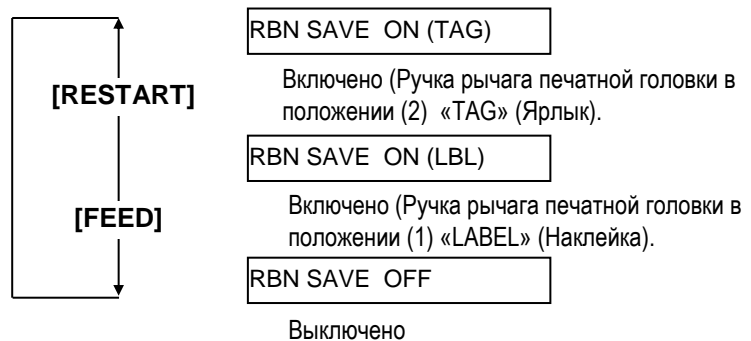 RBN SAVE  ON (TAG)
Включено (Ручка рычага печатной головки в
положении (2)  «TAG» (Ярлык).
[RESTART]
RBN SAVE  ON (LBL)
Включено (Ручка рычага печатной головки в
положении (1) «LABEL» (Наклейка).
[FEED]
RBN SAVE  OFF
Выключено